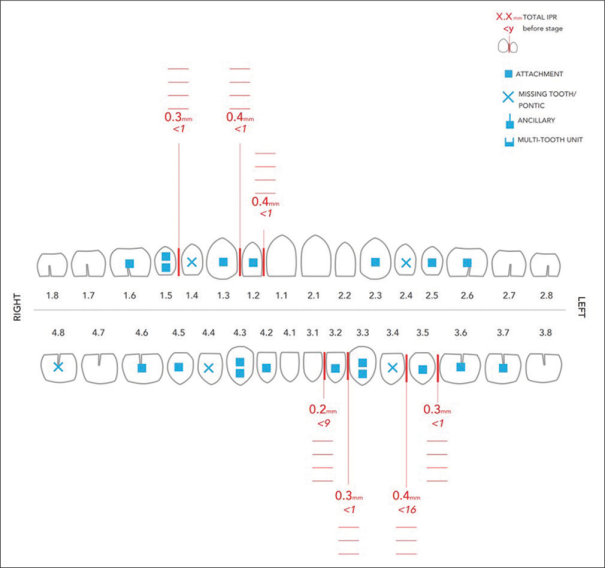 X.Xmm TOTAL IPR
<y before stage
ATTACHMENT
MISSING TOOTH/
PONTIC
ANCILLARY
MULTI-TOOTH UNIT
0.3mm
<1
0.4mm
<1
0.4mm
<1
RIGHT
LEFT
1.8 1.7 1.6 1.5 1.4 1.3 1.2 1.1 2.1 2.2 2.3 2.4 2.5 2.6 2.7 2.8
4.8 4.7 4.6 4.5 4.4 4.3 4.2 4.1 3.1 3.2 3.3 3.4 3.5 3.6 3.7 3.8
0.2mm
<9
0.3mm
<1
0.3mm
<1
0.4mm
<16